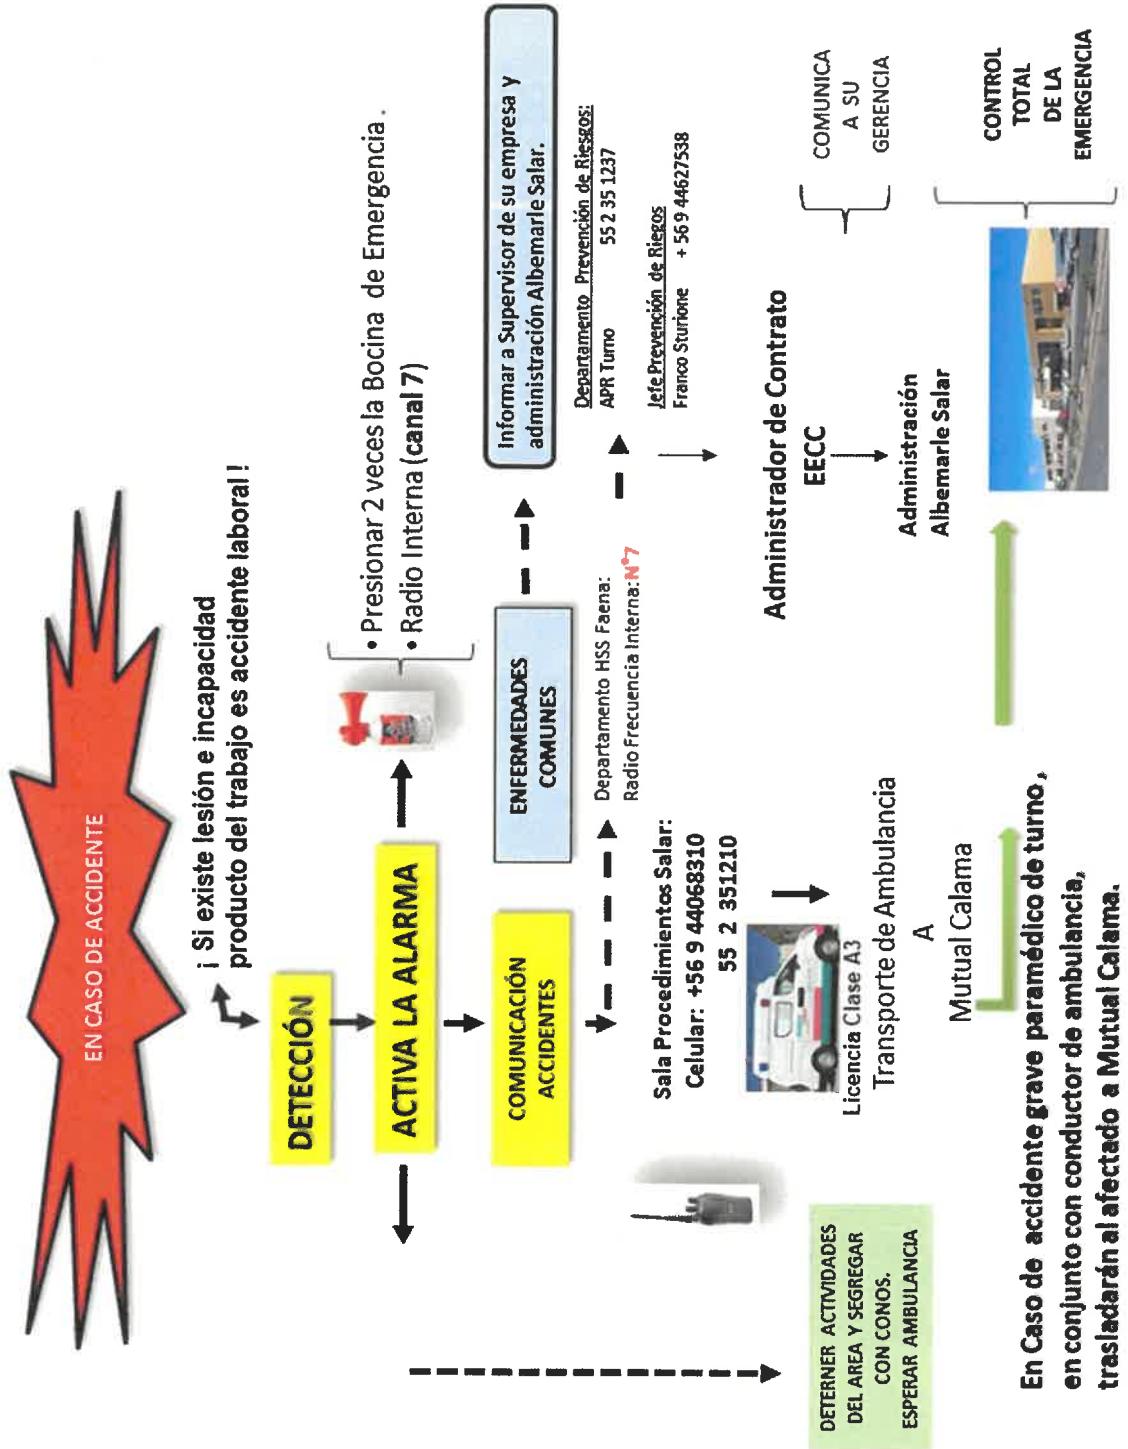 EN CASO DE ACCIDENTE
¡ Si existe lesión e incapacidad
producto del trabajo es accidente laboral !
DETECCIÓN
ACTIVA LA ALARMA
• Presionar 2 veces la Bocina de Emergencia .
• Radio Interna (canal 7)
COMUNICACIÓN
ACCIDENTES
ENFERMEDADES
COMUNES
Informar a Supervisor de su empresa y
administración Albemarle Salar.
Departamento HSS Faena:
Radio Frecuencia Interna: N°7
Departamento Prevención de Riesgos:
APR Turno 55 2 35 1237
Jefe Prevención de Riegos
Franco Sturione + 56 9 44627538
Sala Procedimientos Salar:
Celular: +56 9 44068310
55 2 351210
Licencia Clase A3
Transporte de Ambulancia
A
Mutual Calama
Administrador de Contrato
EECC
Administración
Albemarle Salar
COMUNICA
A SU
GERENCIA
CONTROL
TOTAL
DE LA
EMERGENCIA
DETERNER ACTIVIDADES
DEL AREA Y SEGREGAR
CON CONOS.
ESPERAR AMBULANCIA
En Caso de accidente grave paramédico de turno,
en conjunto con conductor de ambulancia,
trasladarán al afectado a Mutual Calama.